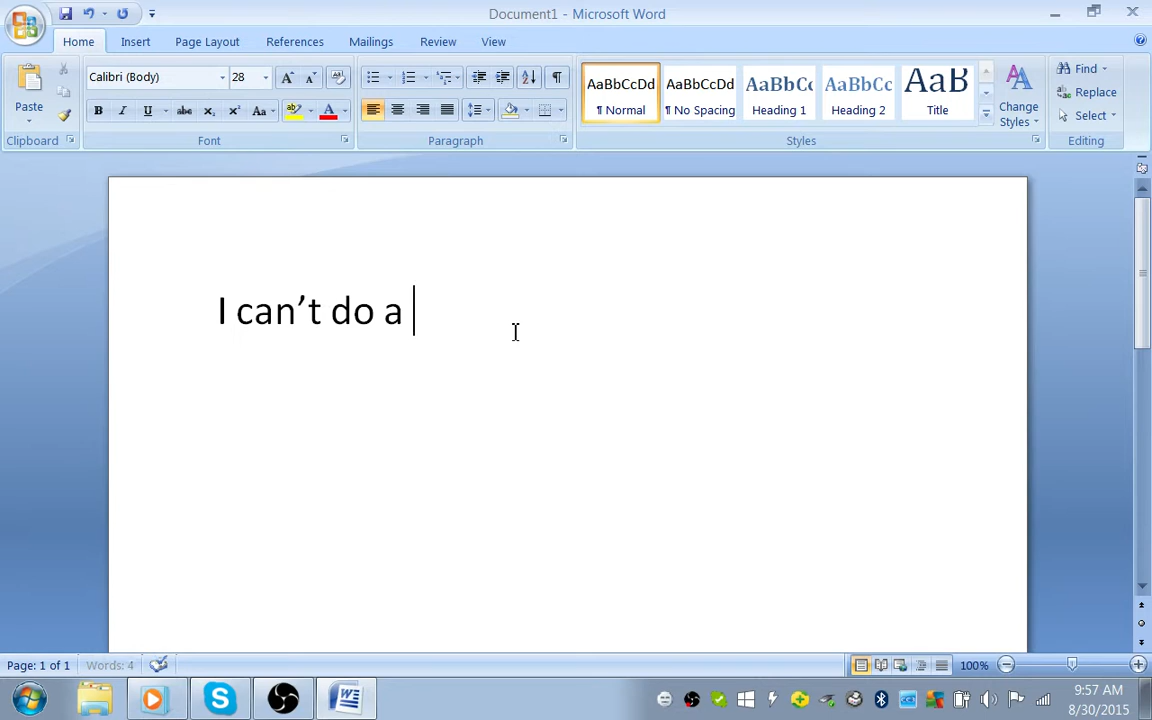 Document1 - Microsoft Word
Home Insert Page Layout References Mailings Review View
Calibri (Body) 28
Paste
AaBbCcDd AaBbCcDd AaBbCc AaBbCc AaB
¶ Normal ¶ No Spacing Heading 1 Heading 2 Title
Change Styles
Find
Replace
Select
Clipboard Font Paragraph Styles Editing
I can’t do a
Page: 1 of 1 Words: 4 100%
9:57 AM
8/30/2015